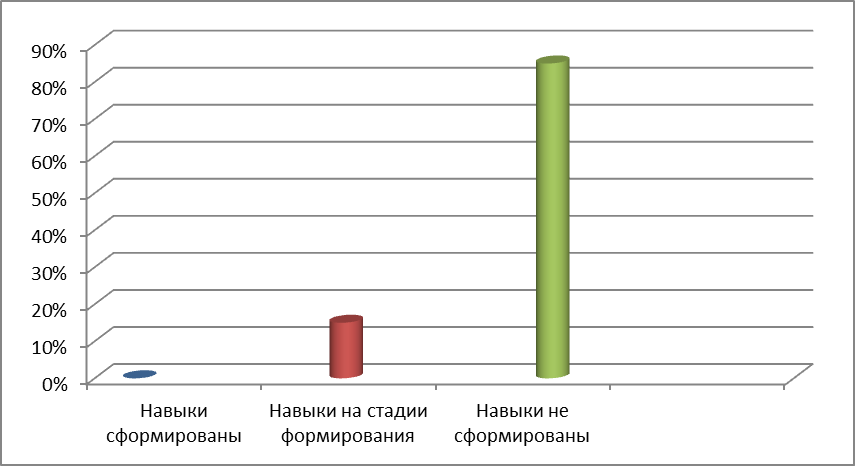 90%
80%
70%
60%
50%
40%
30%
20%
10%
0%
Навыки
сформированы
Навыки на стадии
формирования
Навыки не
сформированы